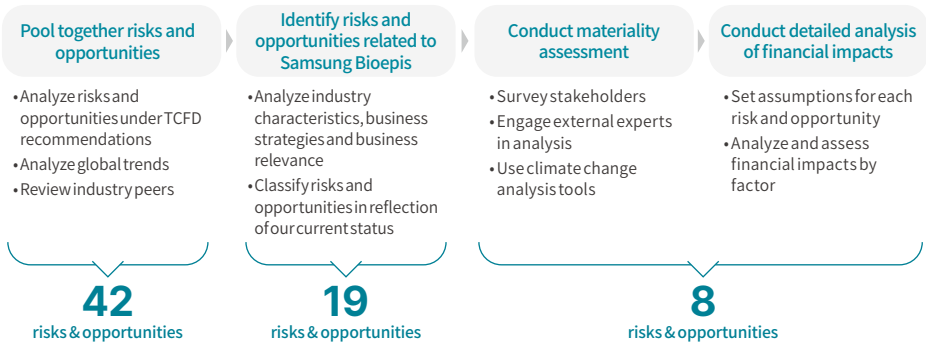 Pool together risks and
opportunities
• Analyze risks and
opportunities under TCFD
recommendations
• Analyze global trends
• Review industry peers
42
risks & opportunities
Identify risks and
opportunities related to
Samsung Bioepis
• Analyze industry
characteristics, business
strategies and business
relevance
• Classify risks and
opportunities in reflection
of our current status
19
risks & opportunities
Conduct materiality
assessment
• Survey stakeholders
• Engage external experts
in analysis
• Use climate change
analysis tools
Conduct detailed analysis
of financial impacts
• Set assumptions for each
risk and opportunity
• Analyze and assess
financial impacts by
factor
8
risks & opportunities